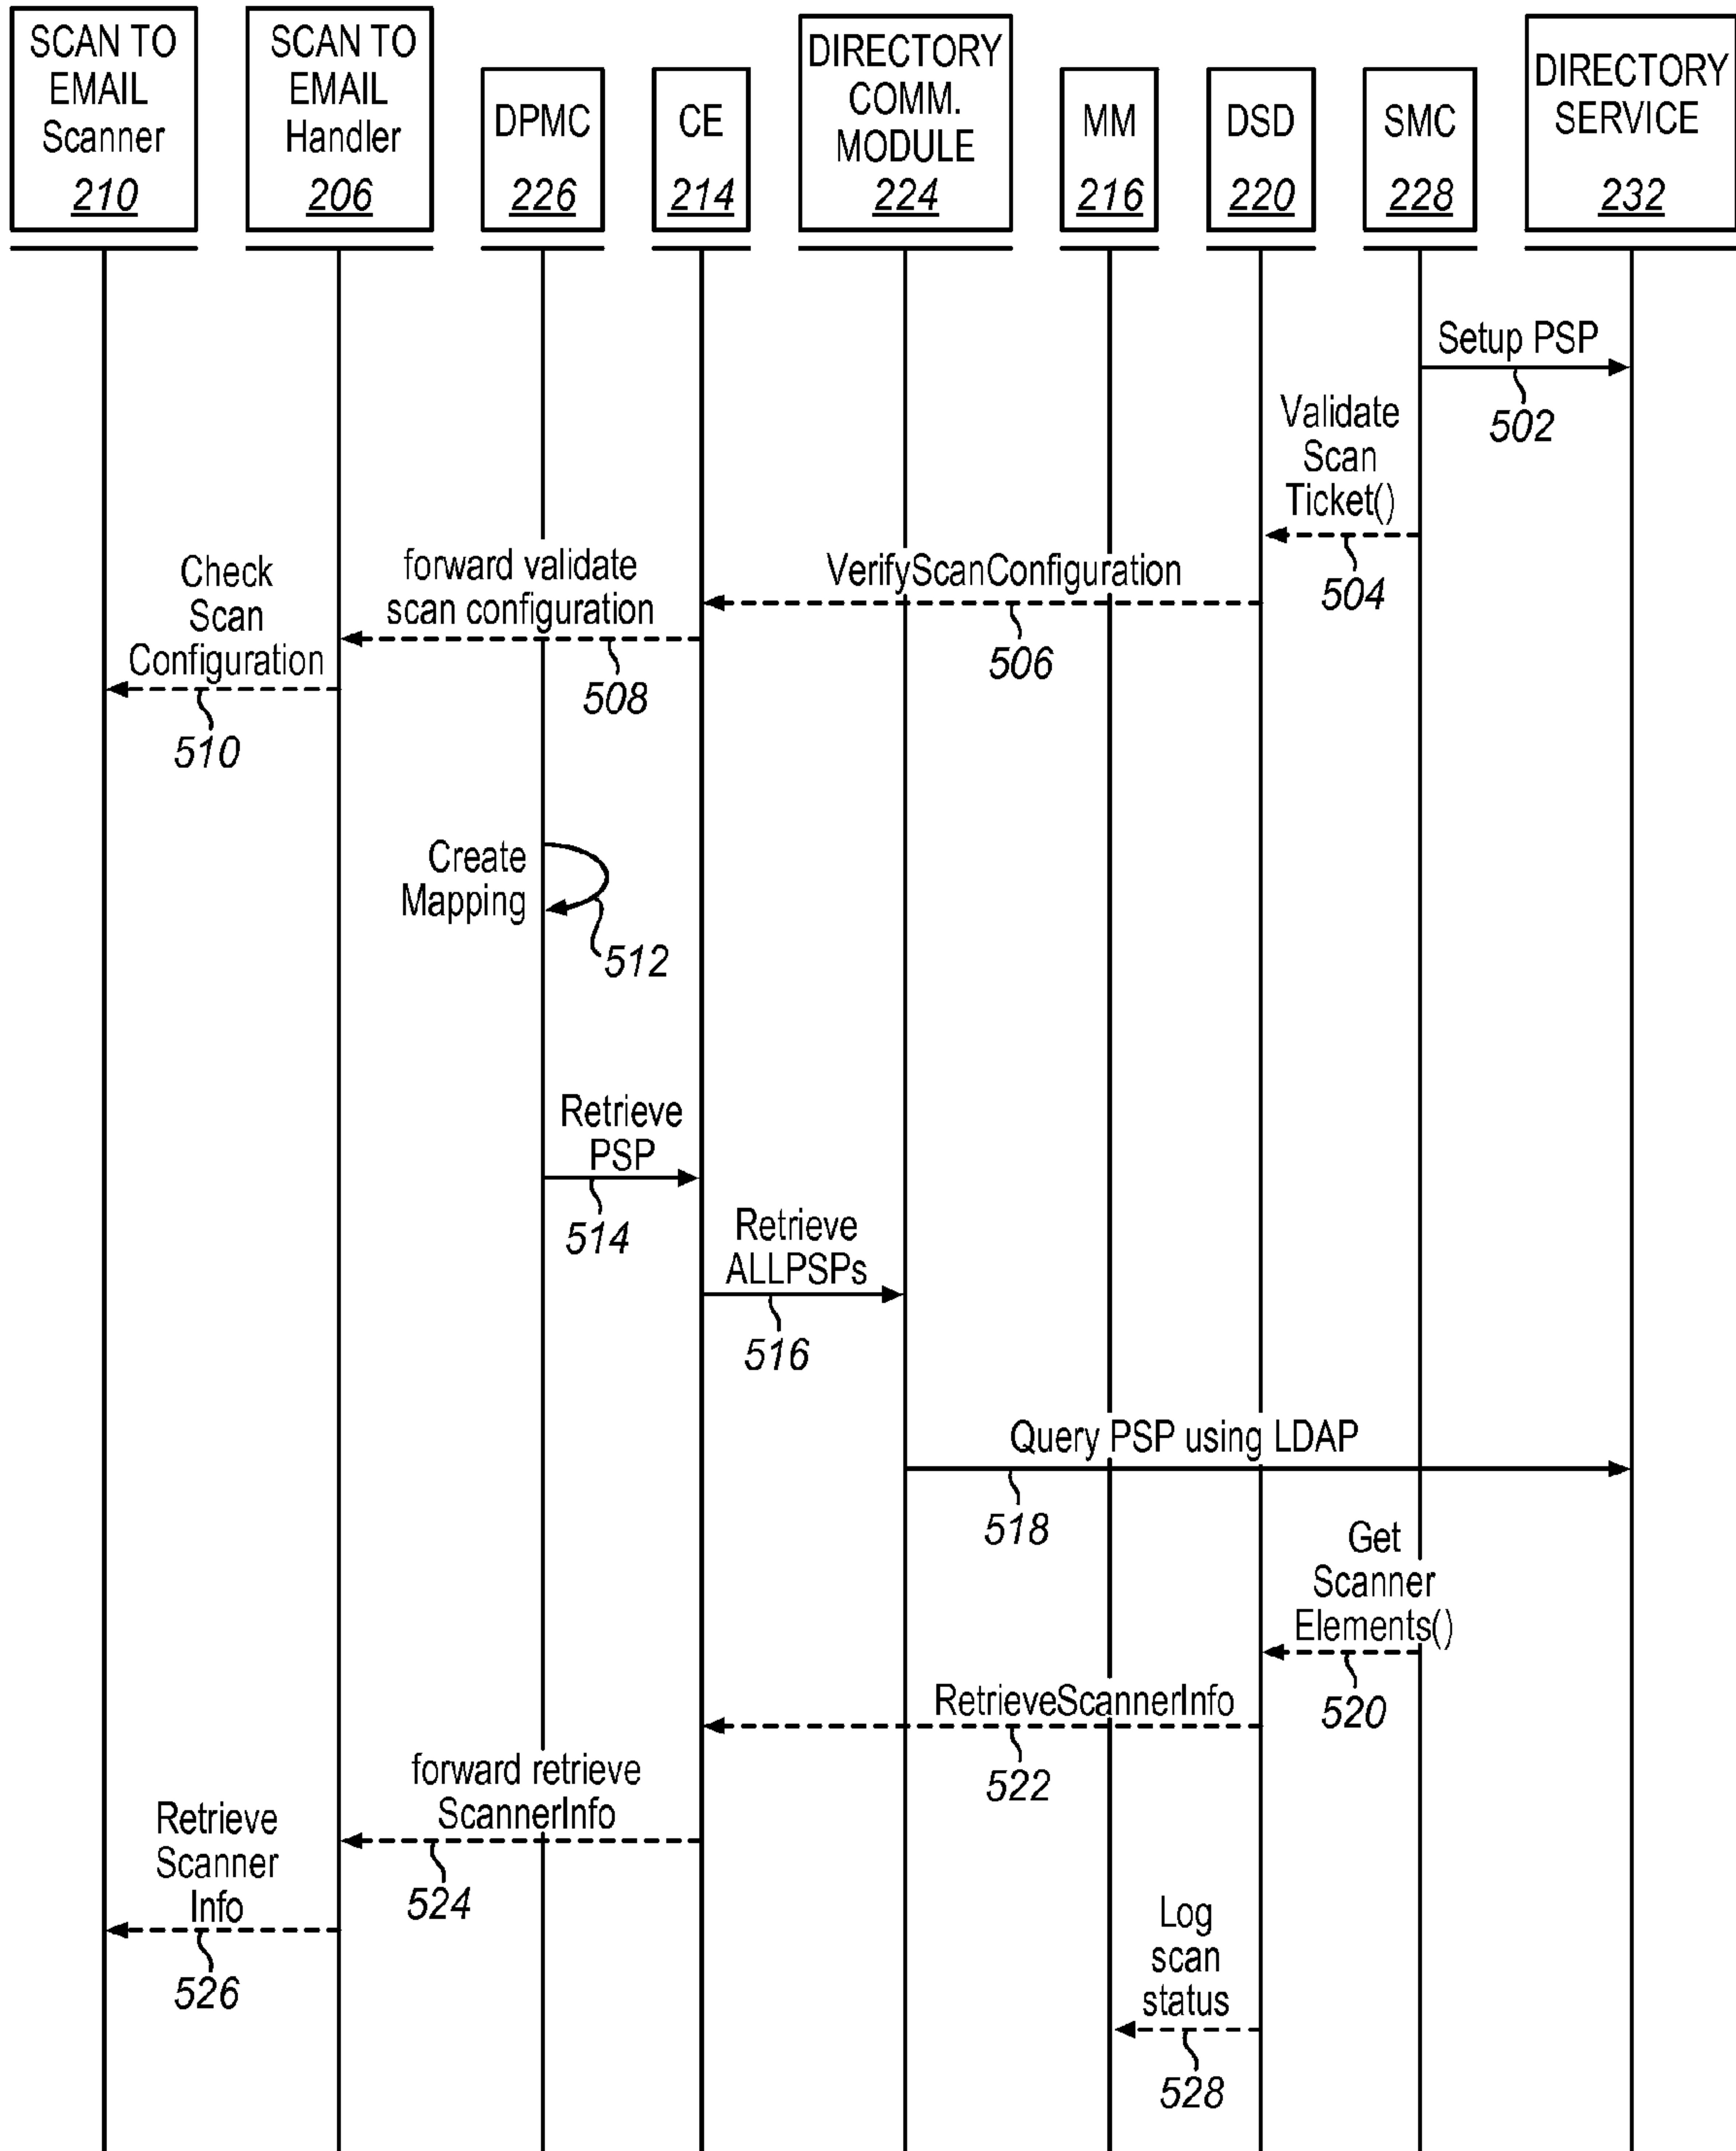 SCAN TO
EMAIL
Scanner
210
SCAN TO
EMAIL
Handler
206
DPMC
226
CE
214
DIRECTORY
COMM.
MODULE
224
MM
216
DSD
220
SMC
228
DIRECTORY
SERVICE
232
Setup PSP
502
Validate
Scan
Ticket()
504
VerifyScanConfiguration
506
forward validate
scan configuration
508
Check
Scan
Configuration
510
Create
Mapping
512
Retrieve
PSP
514
Retrieve
ALLPSPs
516
Query PSP using LDAP
518
Get
Scanner
Elements()
520
RetrieveScannerInfo
522
forward retrieve
ScannerInfo
524
Retrieve
Scanner
Info
526
Log
scan
status
528